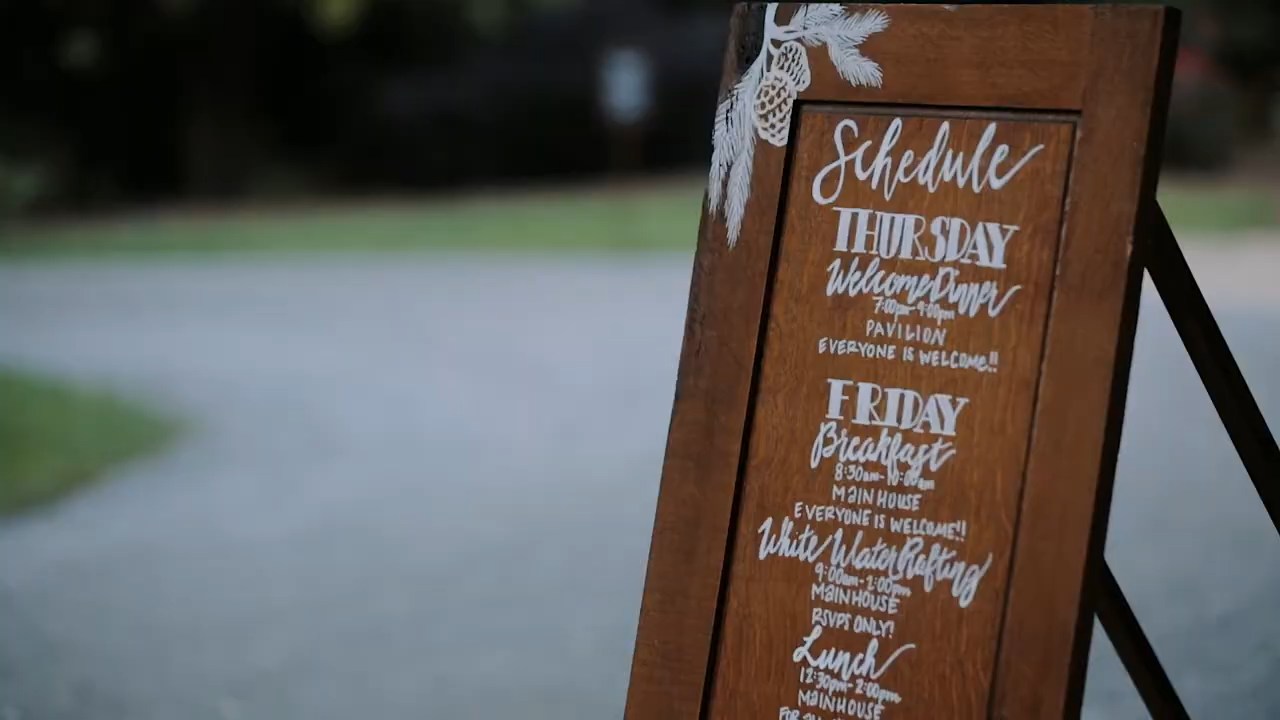 Schedule
THURSDAY
Welcome Dinner
7:00pm-9:00pm
PAVILION
EVERYONE IS WELCOME!!
FRIDAY
Breakfast
8:30am-10:00am
MAIN HOUSE
EVERYONE IS WELCOME!!
White Water Rafting
9:00am-2:00pm
MAIN HOUSE
RSVPS ONLY!
Lunch
12:30pm-2:00pm
MAIN HOUSE
FOR